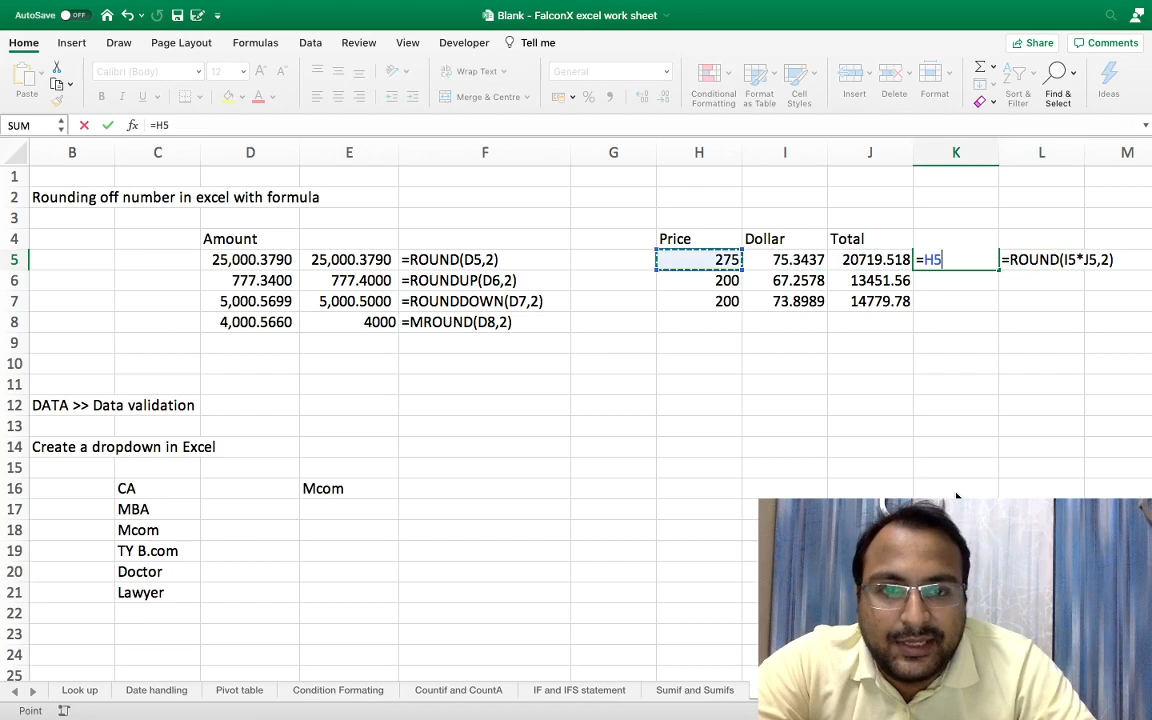 AutoSave OFF Blank - FalconX excel work sheet
Home Insert Draw Page Layout Formulas Data Review View Developer Tell me Share Comments
Calibri (Body) 12 Wrap Text General
Paste B I U Merge & Centre Conditional Formatting Format as Table Cell Styles Insert Delete Format Sort & Filter Find & Select Ideas
SUM fx =H5
B C D E F G H I J K L M
1
2 Rounding off number in excel with formula
3
4 Amount Price Dollar Total
5 25,000.3790 25,000.3790 =ROUND(D5,2) 275 75.3437 20719.518 =H5 =ROUND(I5*J5,2)
6 777.3400 777.4000 =ROUNDUP(D6,2) 200 67.2578 13451.56
7 5,000.5699 5,000.5000 =ROUNDDOWN(D7,2) 200 73.8989 14779.78
8 4,000.5660 4000 =MROUND(D8,2)
9
10
11
12 DATA >> Data validation
13
14 Create a dropdown in Excel
15
16 CA Mcom
17 MBA
18 Mcom
19 TY B.com
20 Doctor
21 Lawyer
22
23
24
25
Look up Date handling Pivot table Condition Formating Countif and CountA IF and IFS statement Sumif and Sumifs
Point